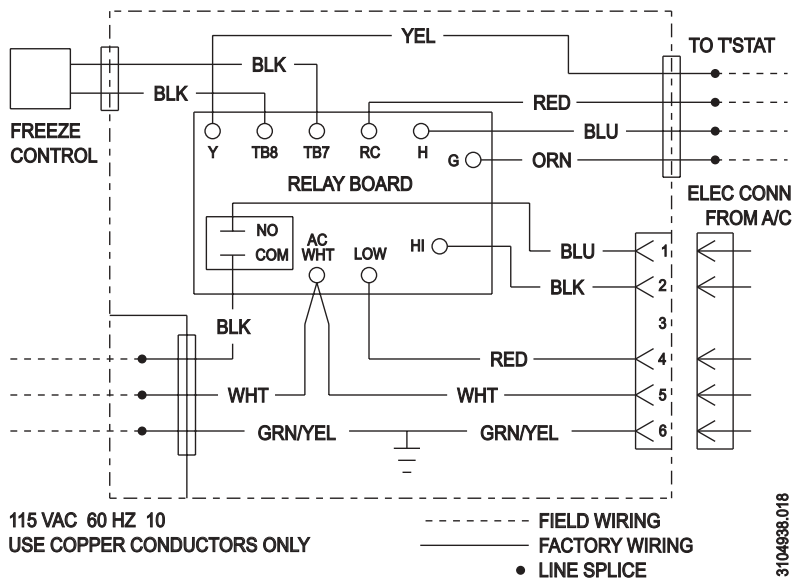 YEL
TO T'STAT
BLK
BLK
RED
FREEZE
CONTROL
BLU
Y TB8 TB7 RC H
G ORN
RELAY BOARD
ELEC CONN
FROM A/C
NO
COM
AC
WHT
LOW
HI
BLU 1
BLK 2
BLK
3
RED 4
WHT WHT 5
GRN/YEL GRN/YEL 6
115 VAC 60 HZ 10
USE COPPER CONDUCTORS ONLY
FIELD WIRING
FACTORY WIRING
LINE SPLICE
3104938.018